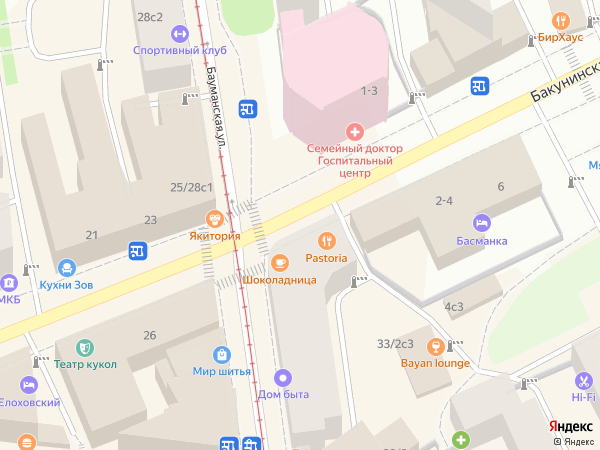 28с2
Спортивный клуб
БирХаус
Бауманская ул.
Бакунинск
1-3
Семейный доктор
Госпитальный
центр
Мя
25/28с1
6
2-4
23
Якитория
21
Басманка
Pastoria
Кухни Зов
Шоколадница
МКБ
4с3
26
33/2с3
Театр кукол
Bayan lounge
Мир шитья
Елоховский
Дом быта
Hi-Fi
Яндекс
© Яндекс